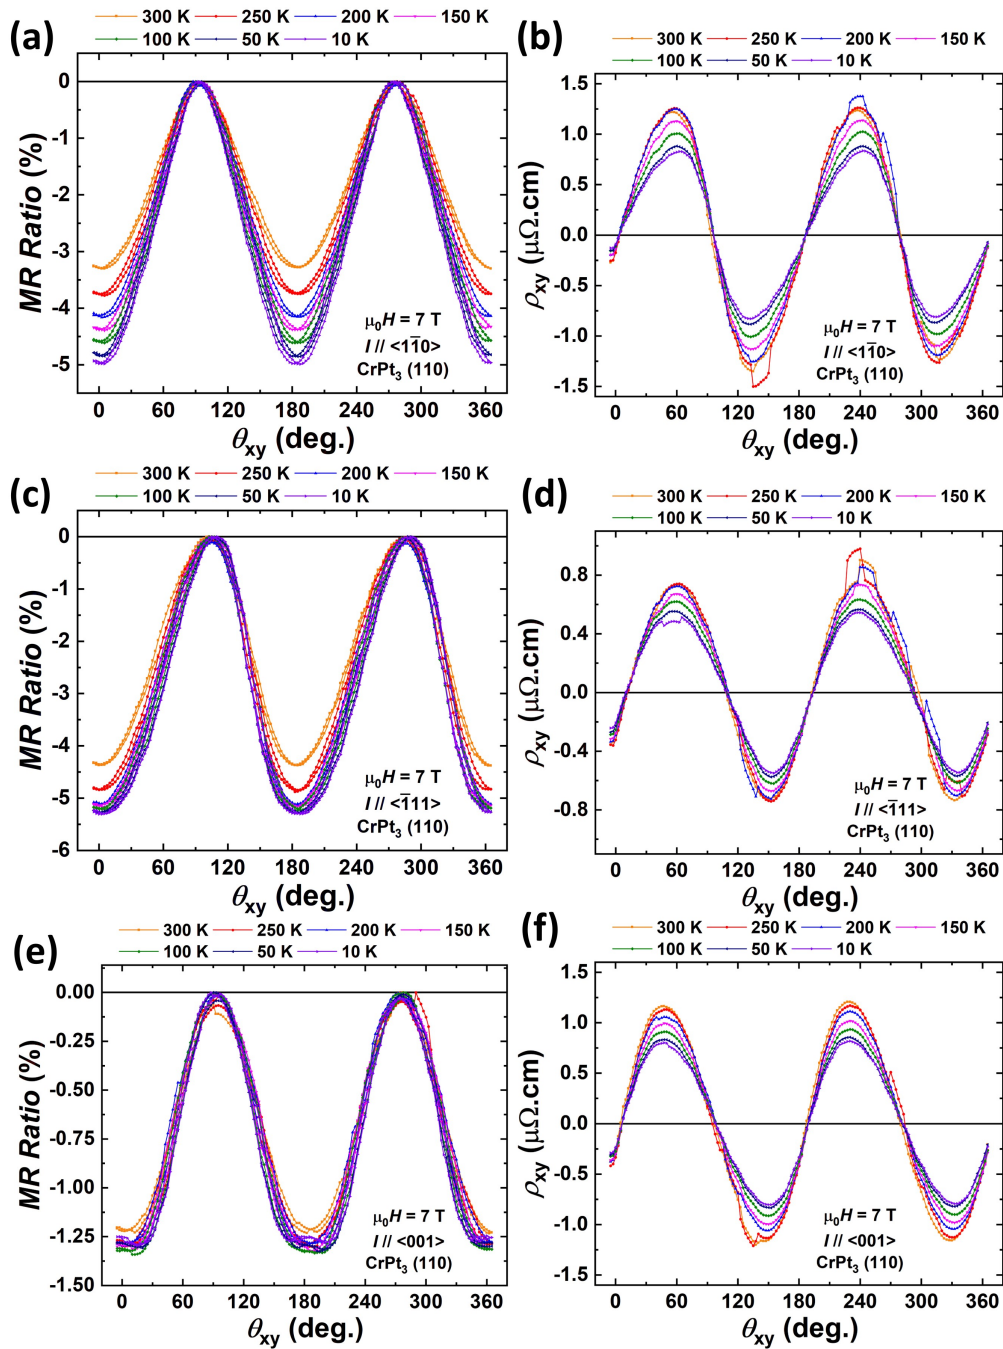 (a)
300 K 250 K 200 K 150 K
100 K 50 K 10 K
MR Ratio (%)
0
-1
-2
-3
-4
-5
μ₀H = 7 T
I // <11̅0>
CrPt₃ (110)
0 60 120 180 240 300 360
θxy (deg.)
(b)
300 K 250 K 200 K 150 K
100 K 50 K 10 K
ρxy (μΩ.cm)
1.5
1.0
0.5
0.0
-0.5
-1.0
-1.5
μ₀H = 7 T
I // <11̅0>
CrPt₃ (110)
0 60 120 180 240 300 360
θxy (deg.)
(c)
300 K 250 K 200 K 150 K
100 K 50 K 10 K
MR Ratio (%)
0
-1
-2
-3
-4
-5
-6
μ₀H = 7 T
I // <1̅11>
CrPt₃ (110)
0 60 120 180 240 300 360
θxy (deg.)
(d)
300 K 250 K 200 K 150 K
100 K 50 K 10 K
ρxy (μΩ.cm)
0.8
0.4
0.0
-0.4
-0.8
μ₀H = 7 T
I // <1̅11>
CrPt₃ (110)
0 60 120 180 240 300 360
θxy (deg.)
(e)
300 K 250 K 200 K 150 K
100 K 50 K 10 K
MR Ratio (%)
0.00
-0.25
-0.50
-0.75
-1.00
-1.25
-1.50
μ₀H = 7 T
I // <001>
CrPt₃ (110)
0 60 120 180 240 300 360
θxy (deg.)
(f)
300 K 250 K 200 K 150 K
100 K 50 K 10 K
ρxy (μΩ.cm)
1.5
1.0
0.5
0.0
-0.5
-1.0
-1.5
μ₀H = 7 T
I // <001>
CrPt₃ (110)
0 60 120 180 240 300 360
θxy (deg.)